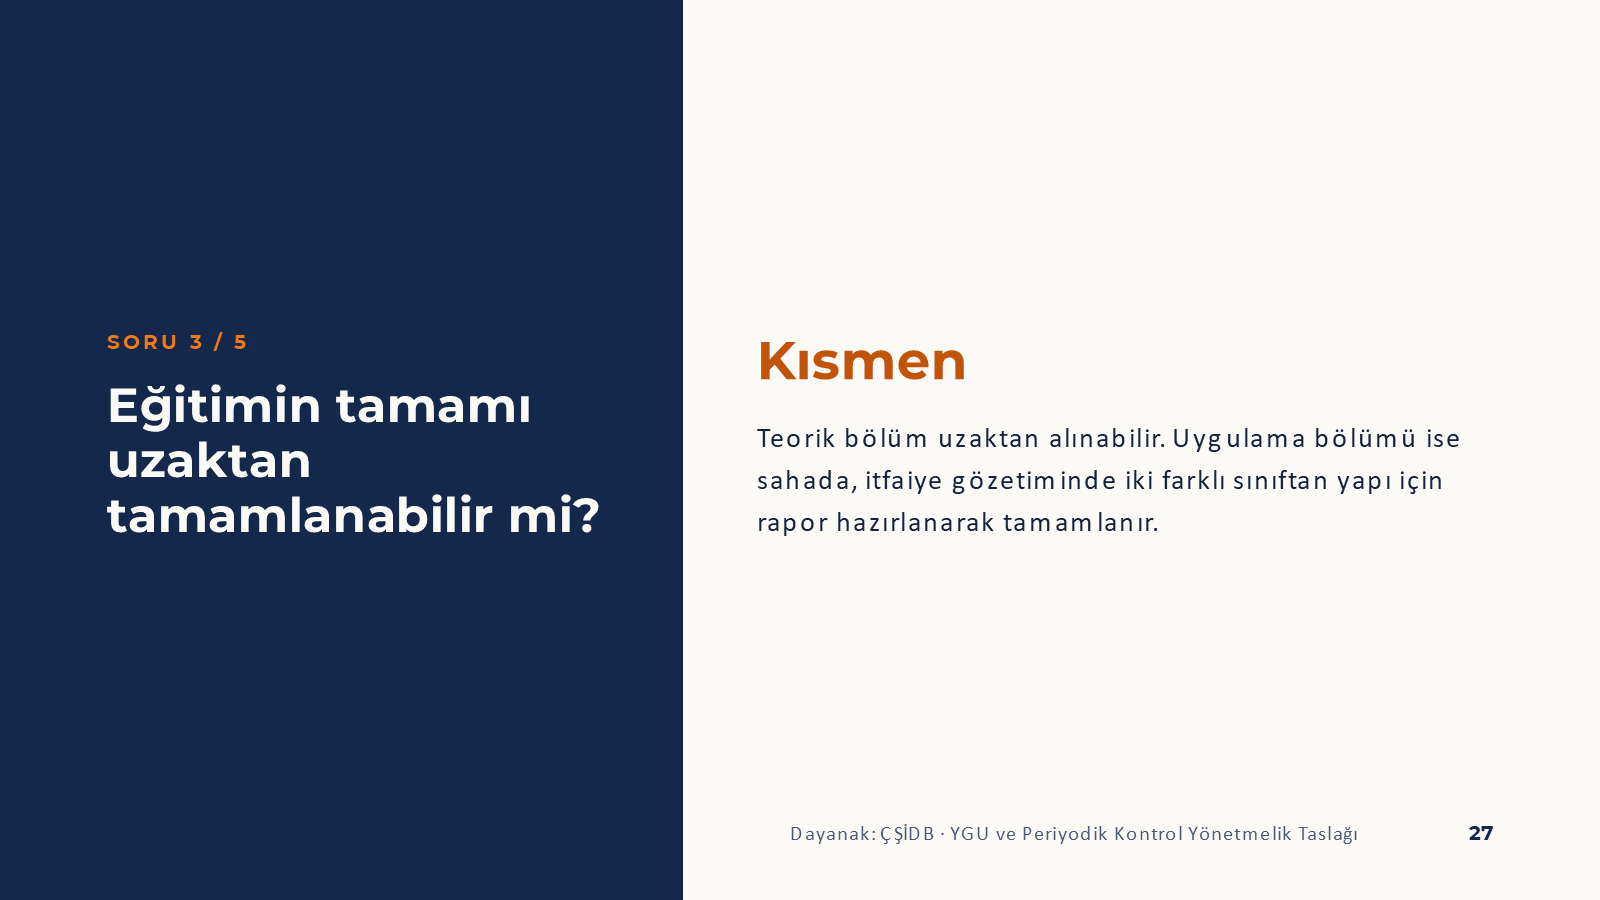 SORU 3 / 5
Eğitimin tamamı
uzaktan
tamamlanabilir mi?
Kısmen
Teorik bölüm uzaktan alınabilir. Uygulama bölümü ise
sahada, itfaiye gözetiminde iki farklı sınıftan yapı için
rapor hazırlanarak tamamlanır.
Dayanak: ÇŞİDB · YGU ve Periyodik Kontrol Yönetmelik Taslağı
27